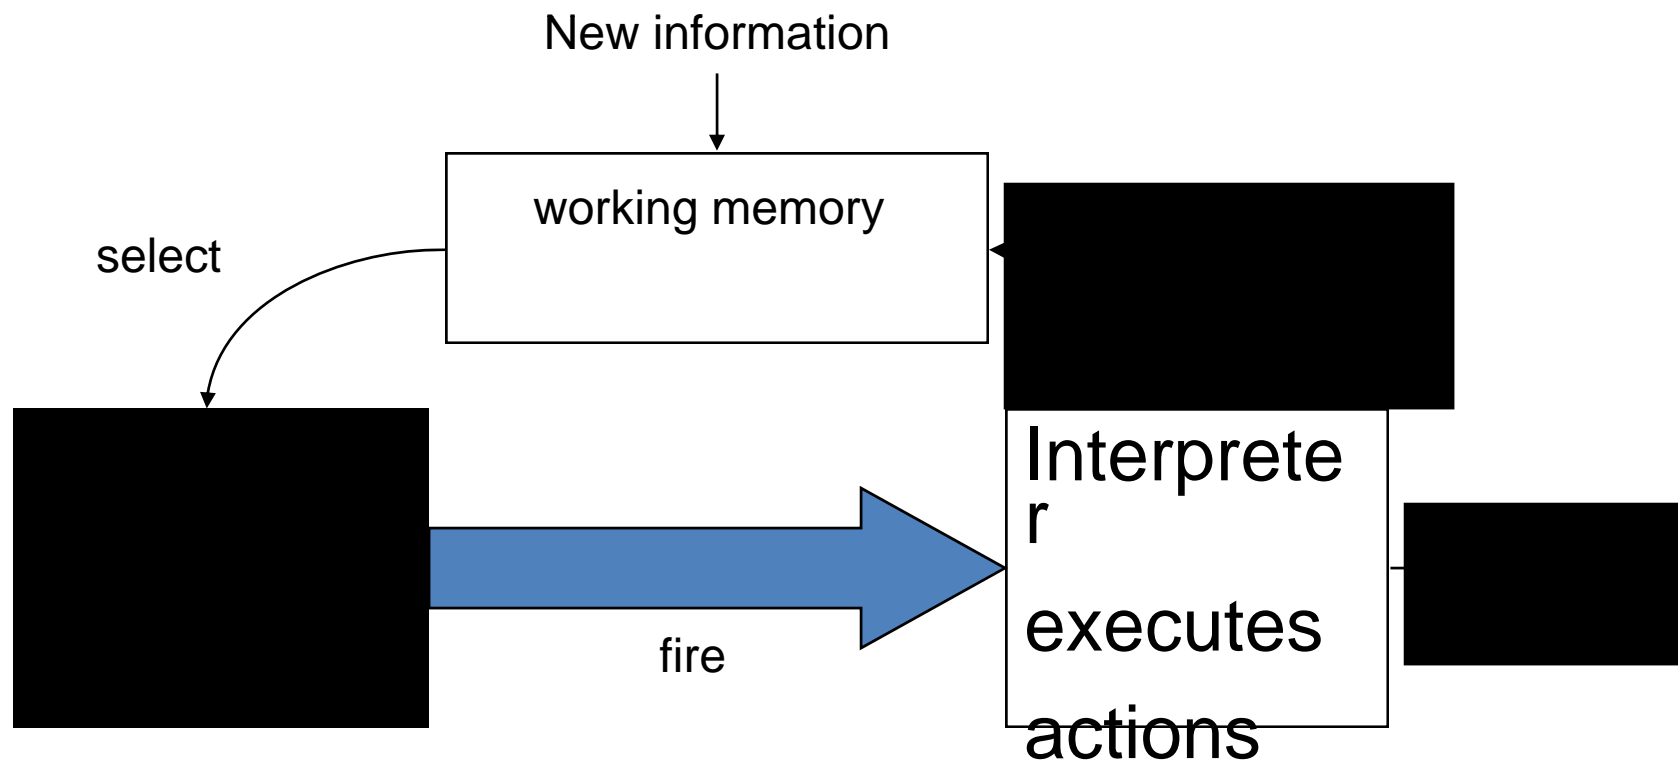 New information
working memory
select
Interprete
r
executes
actions
fire